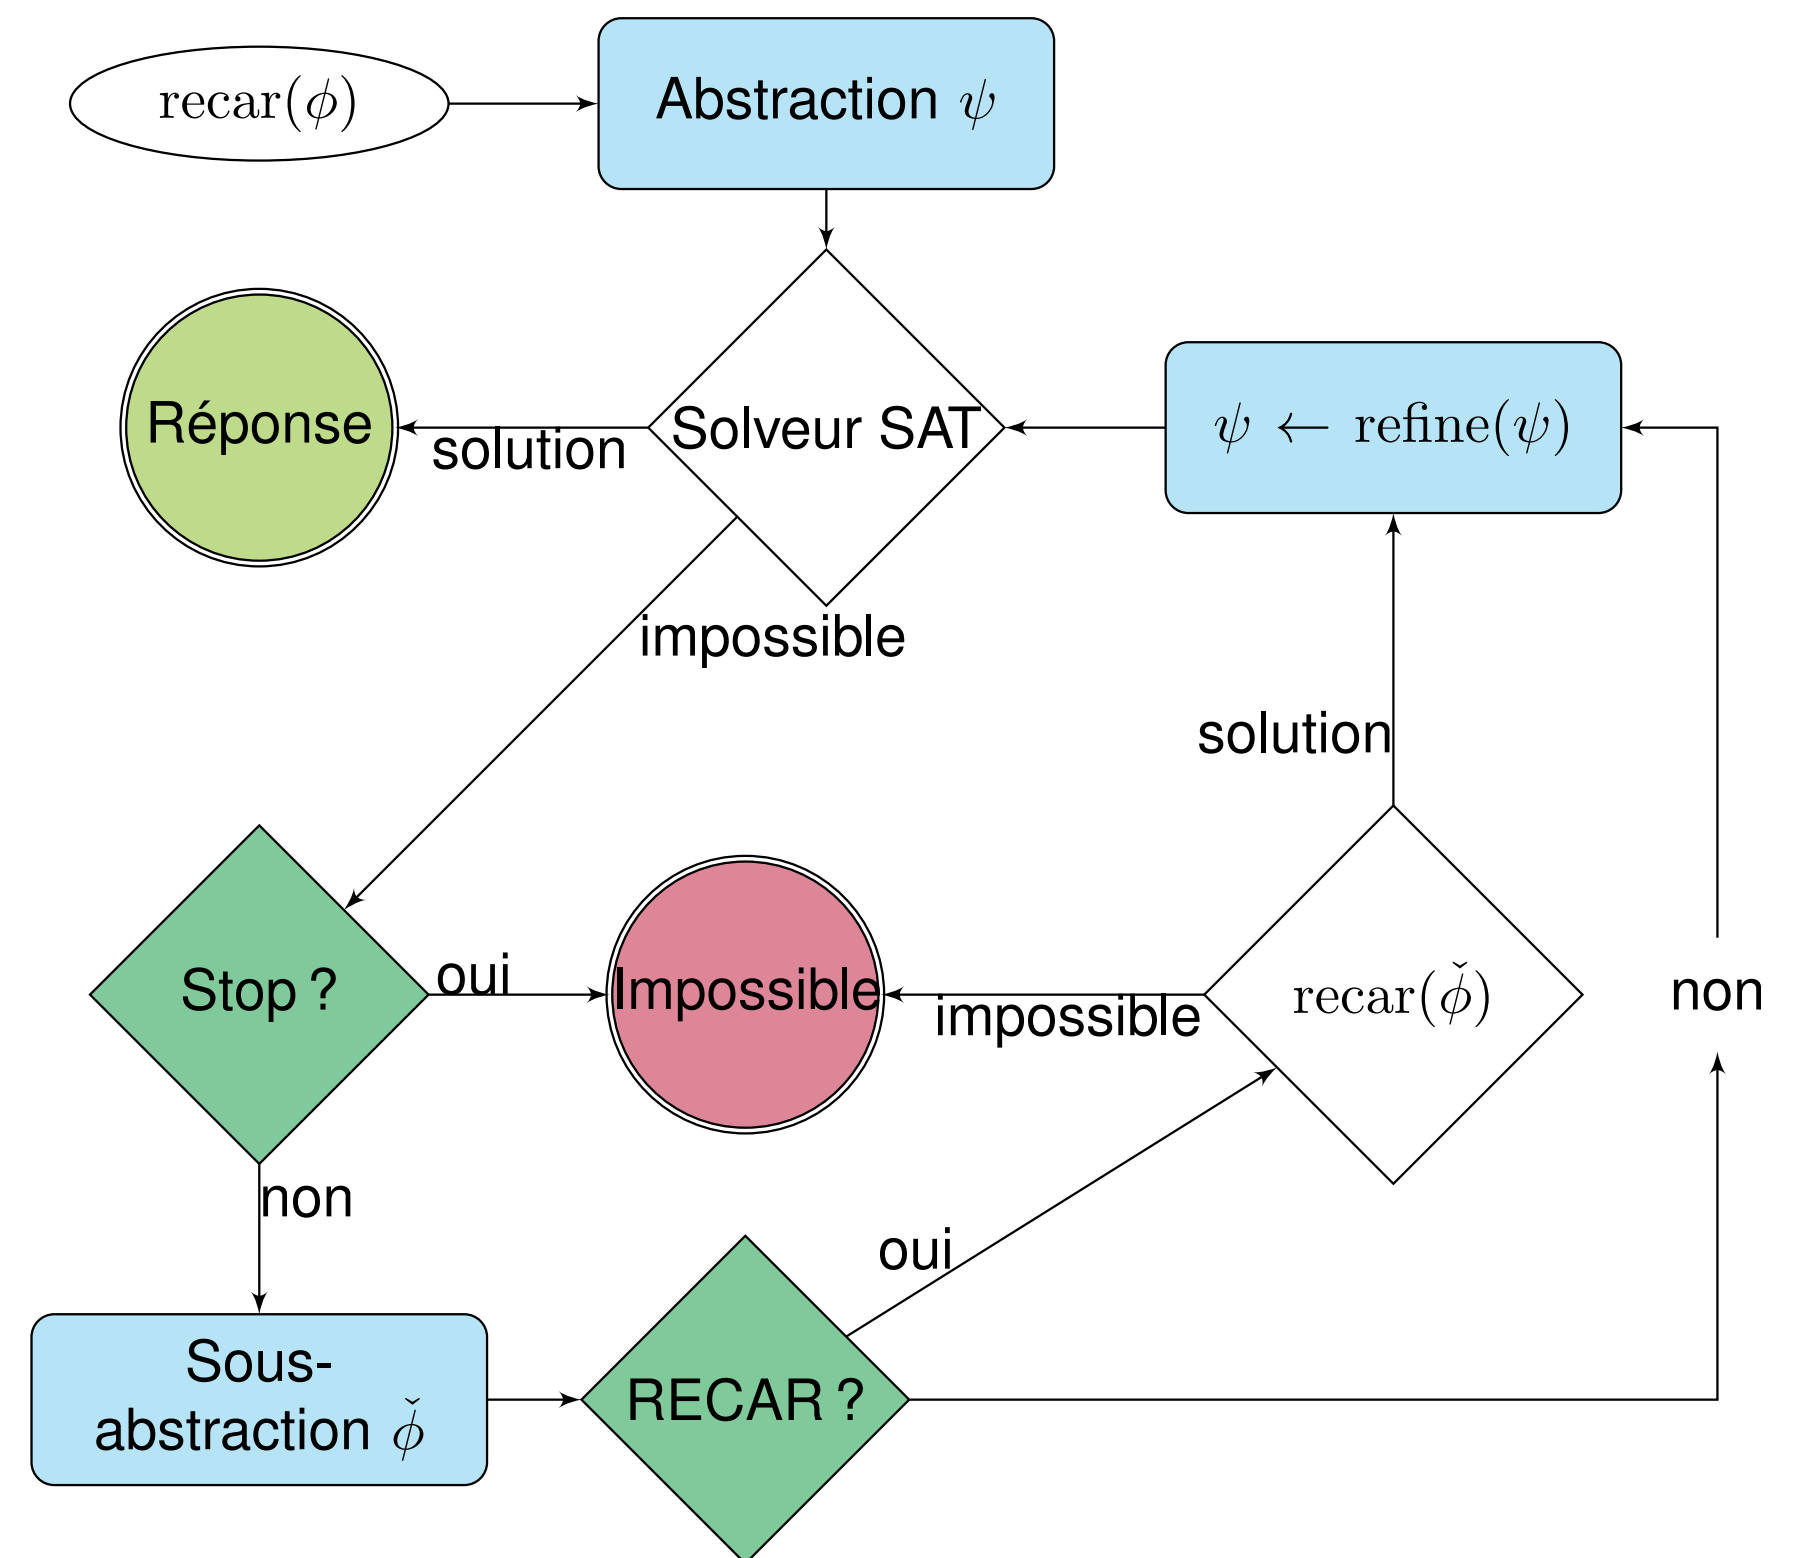 recar(ϕ)
Abstraction ψ
Réponse
solution
Solveur SAT
ψ ← refine(ψ)
impossible
solution
Stop ?
oui
Impossible
impossible
recar(ϕ̌)
non
non
oui
Sous-
abstraction ϕ̌
RECAR ?